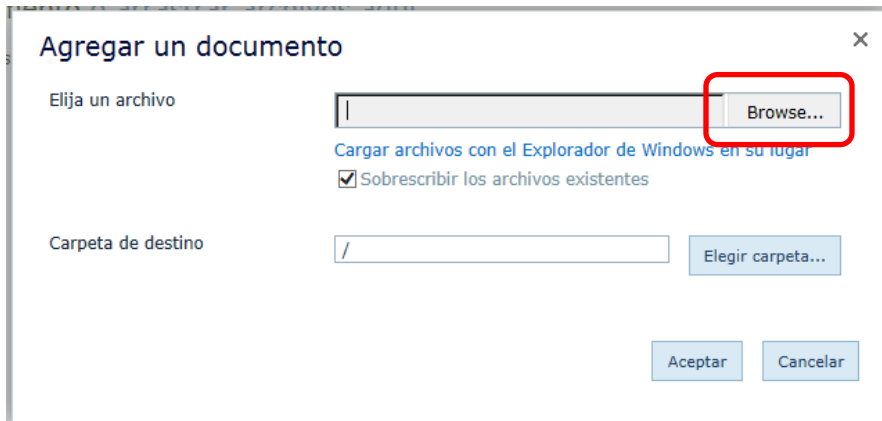 Agregar un documento
Elija un archivo
Browse...
Cargar archivos con el Explorador de Windows en su lugar
Sobrescribir los archivos existentes
Carpeta de destino
/
Elegir carpeta...
Aceptar
Cancelar